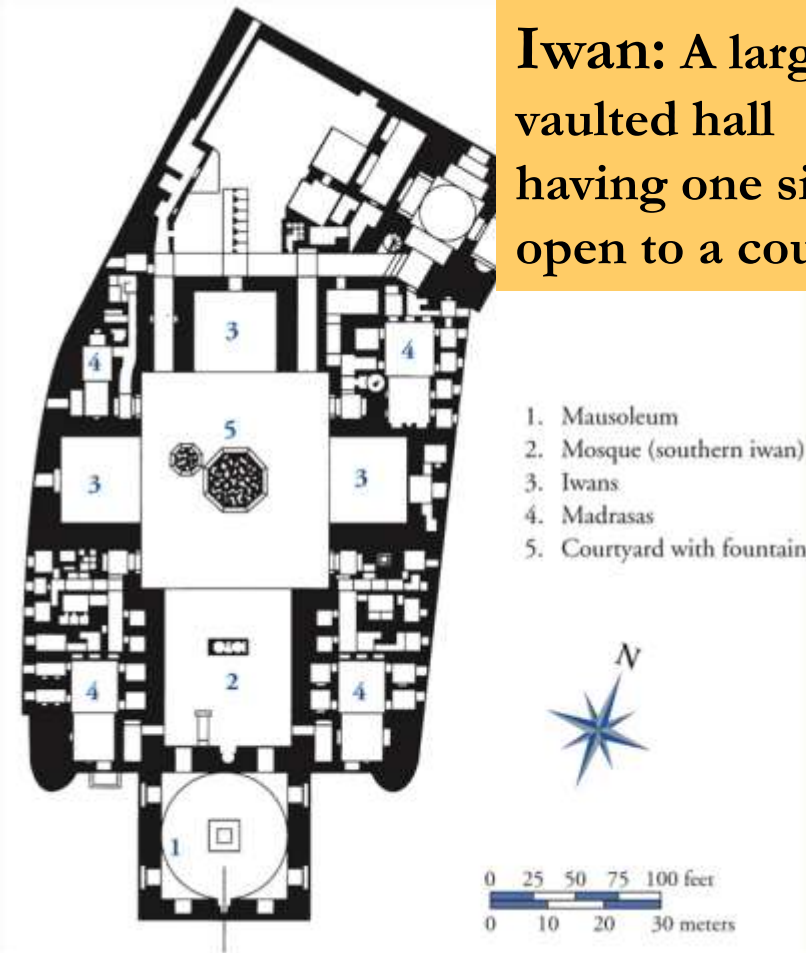 Iwan: A larg
vaulted hall
having one si
open to a cou
3
4
4
5
3
3
1. Mausoleum
2. Mosque (southern iwan)
3. Iwans
4. Madrasas
5. Courtyard with fountain
N
2
4
4
1
0 25 50 75 100 feet
0 10 20 30 meters